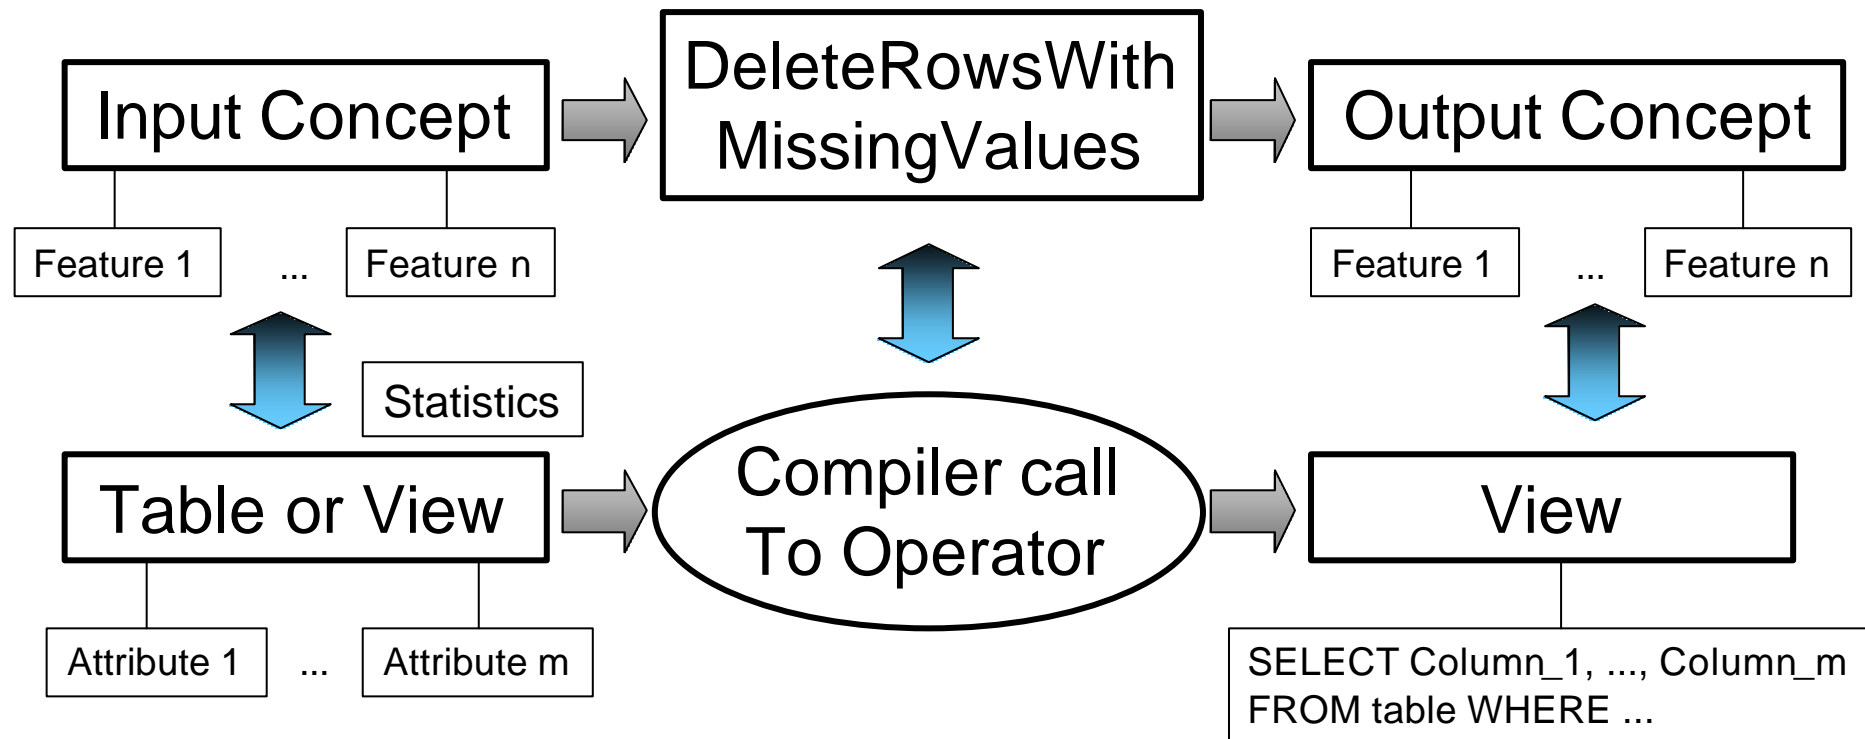 Input Concept
DeleteRowsWith
MissingValues
Output Concept
Feature 1
...
Feature n
Feature 1
...
Feature n
Statistics
Table or View
Compiler call
To Operator
View
Attribute 1
...
Attribute m
SELECT Column_1, ..., Column_m
FROM table WHERE ...